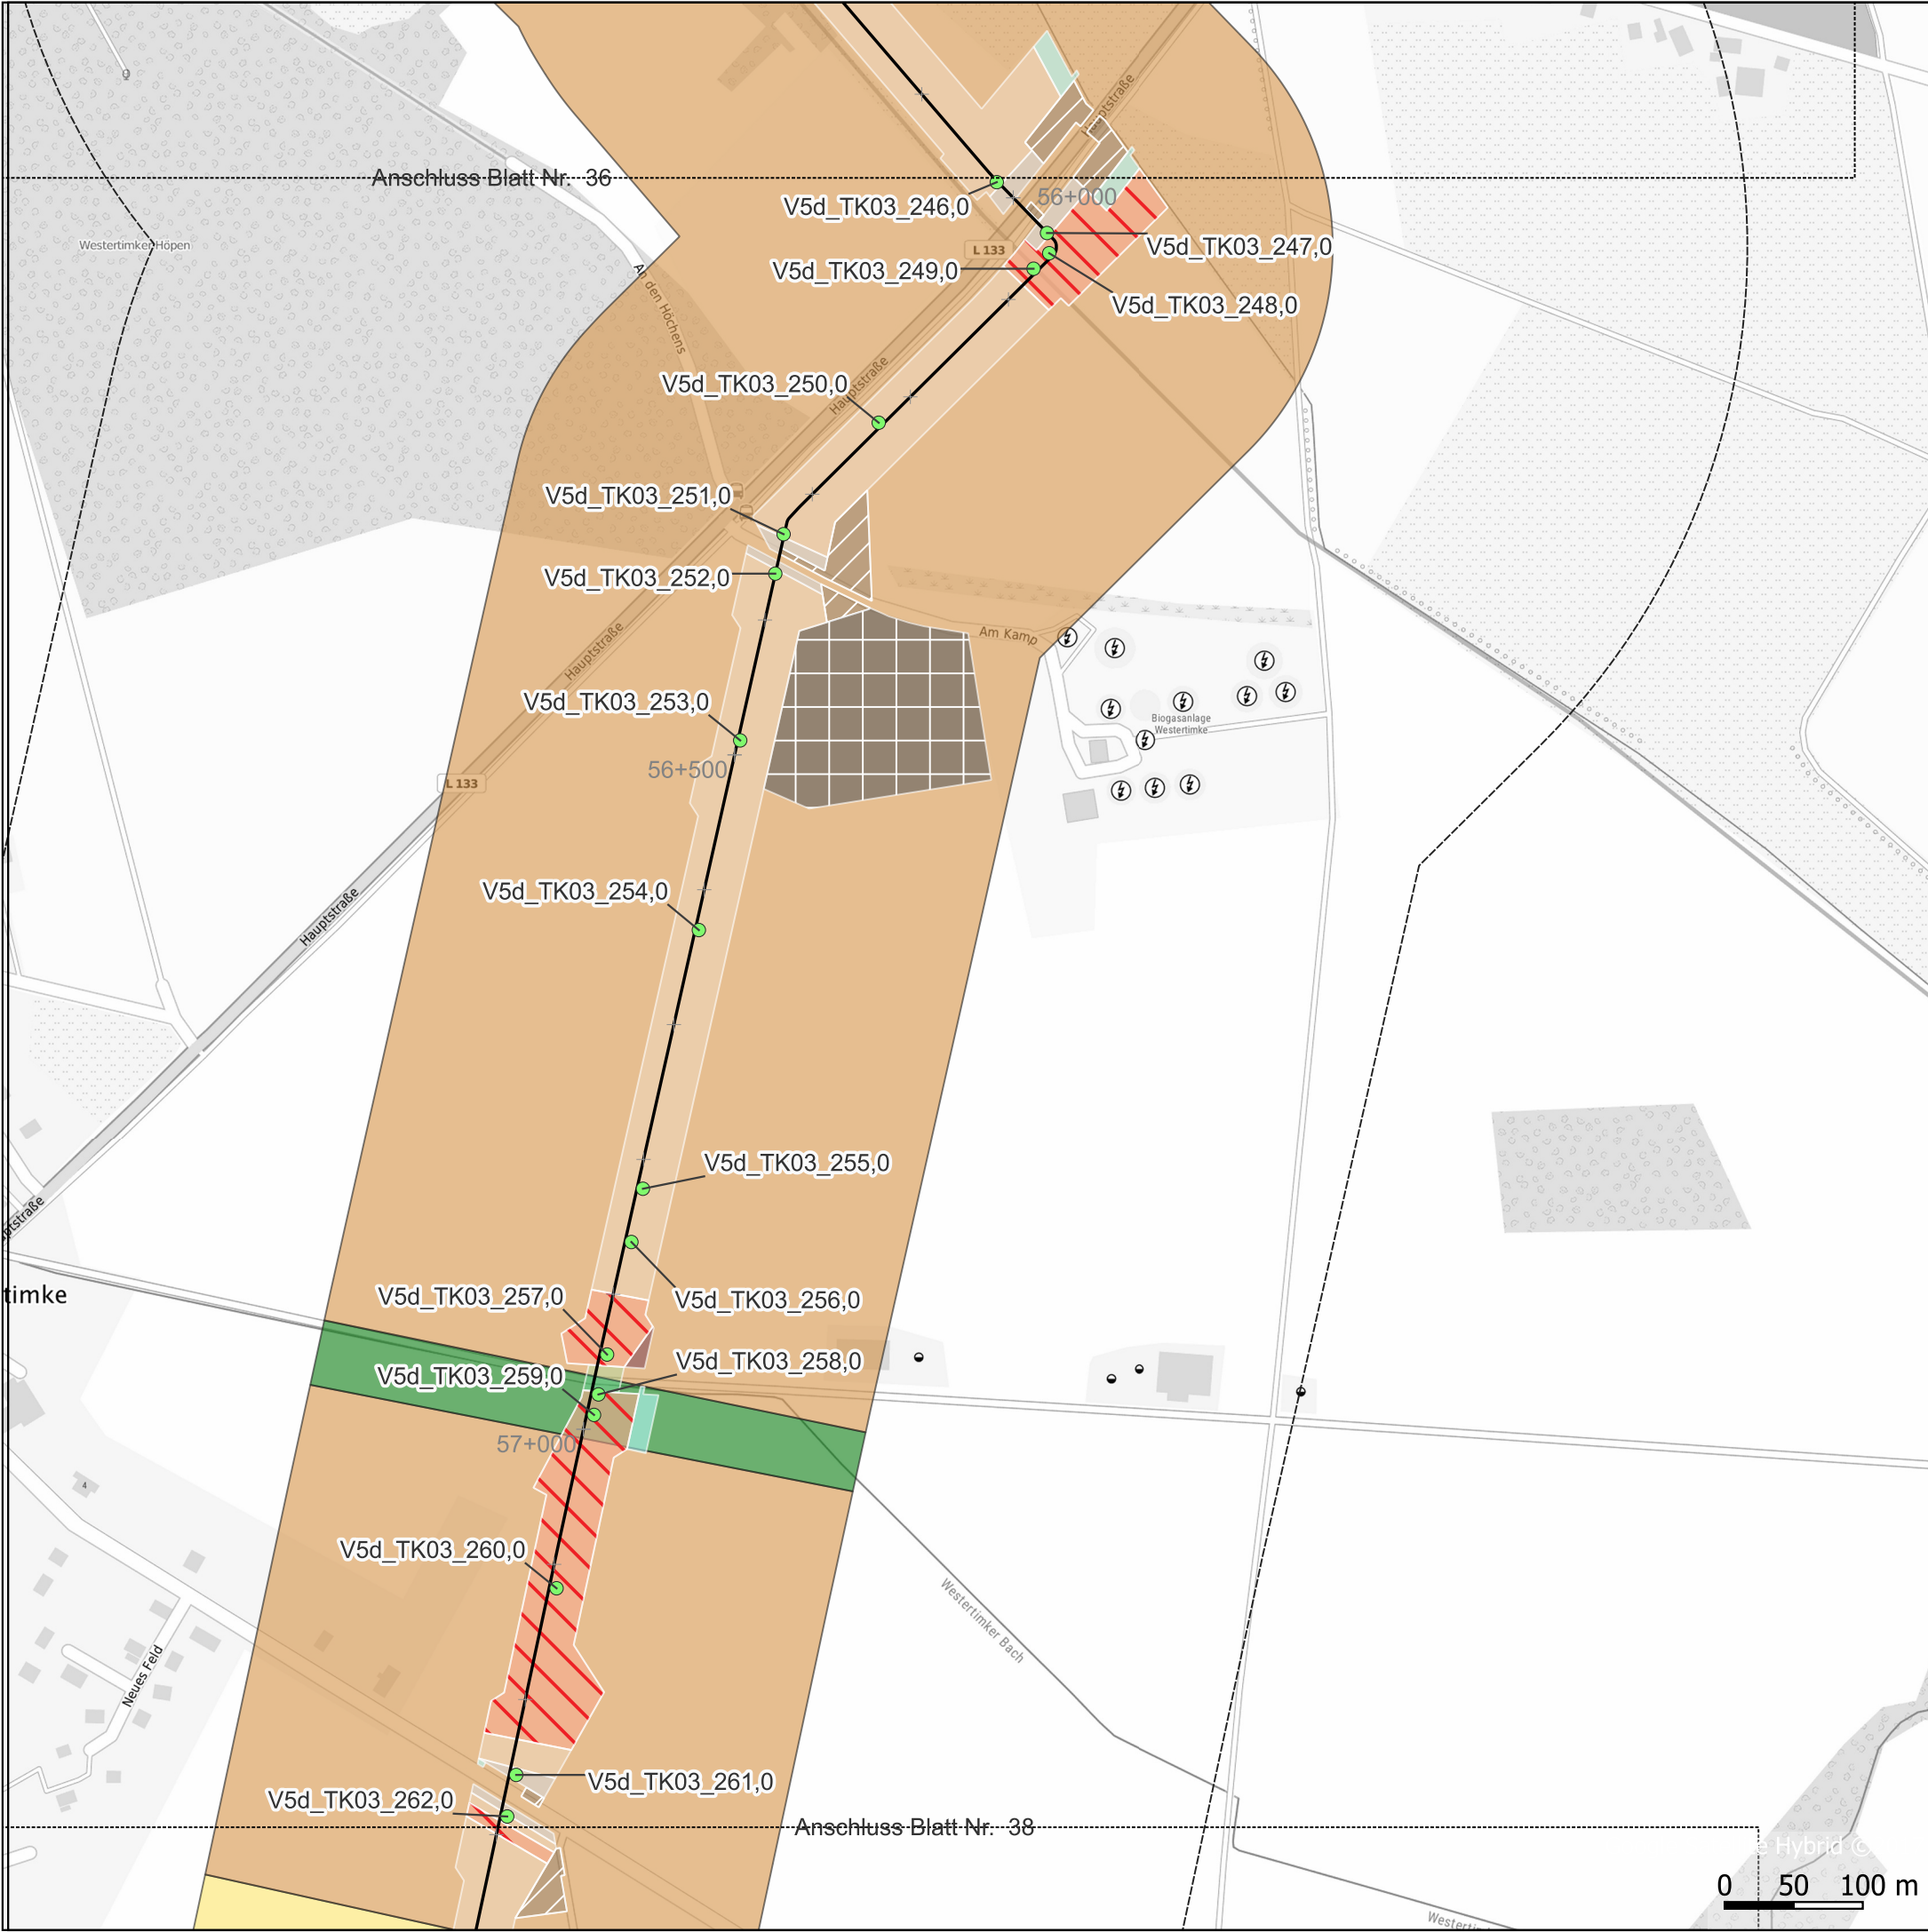 Hauptstraße
Anschluss Blatt Nr. 36
V5d_TK03_246,0
56+000
Westertimker Höpen
L 133
V5d_TK03_247,0
V5d_TK03_249,0
An den Höchens
V5d_TK03_248,0
V5d_TK03_250,0
Hauptstraße
V5d_TK03_251,0
V5d_TK03_252,0
Am Kamp
Hauptstraße
V5d_TK03_253,0
Biogasanlage
Westertimke
56+500
L 133
V5d_TK03_254,0
Hauptstraße
V5d_TK03_255,0
ptstraße
timke
V5d_TK03_257,0
V5d_TK03_256,0
V5d_TK03_258,0
V5d_TK03_259,0
57+000
4
V5d_TK03_260,0
Westertimker Bach
Neues Feld
V5d_TK03_261,0
V5d_TK03_262,0
Anschluss Blatt Nr. 38
e Hybrid ©
0 50 100 m